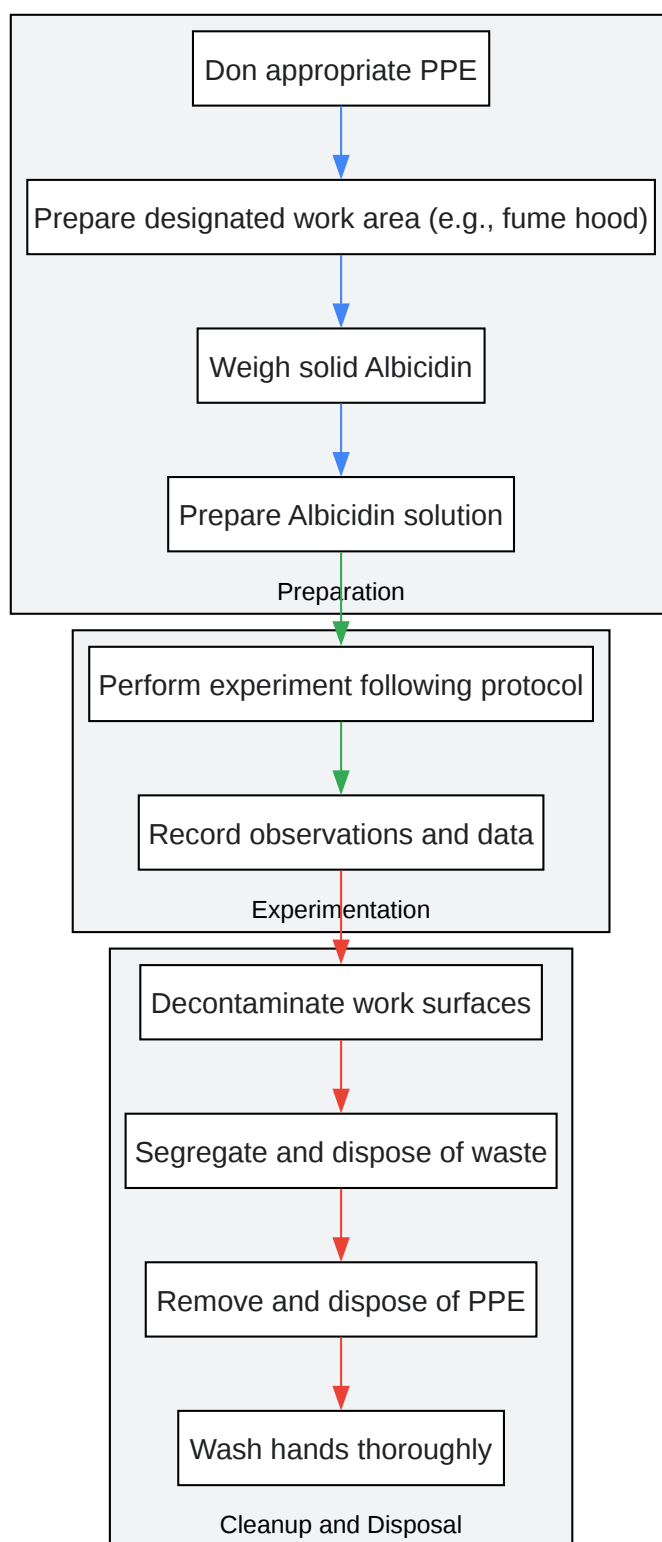 Don appropriate PPE
Prepare designated work area (e.g., fume hood)
Weigh solid Albicidin
Prepare Albicidin solution
Preparation
Perform experiment following protocol
Record observations and data
Experimentation
Decontaminate work surfaces
Segregate and dispose of waste
Remove and dispose of PPE
Wash hands thoroughly
Cleanup and Disposal